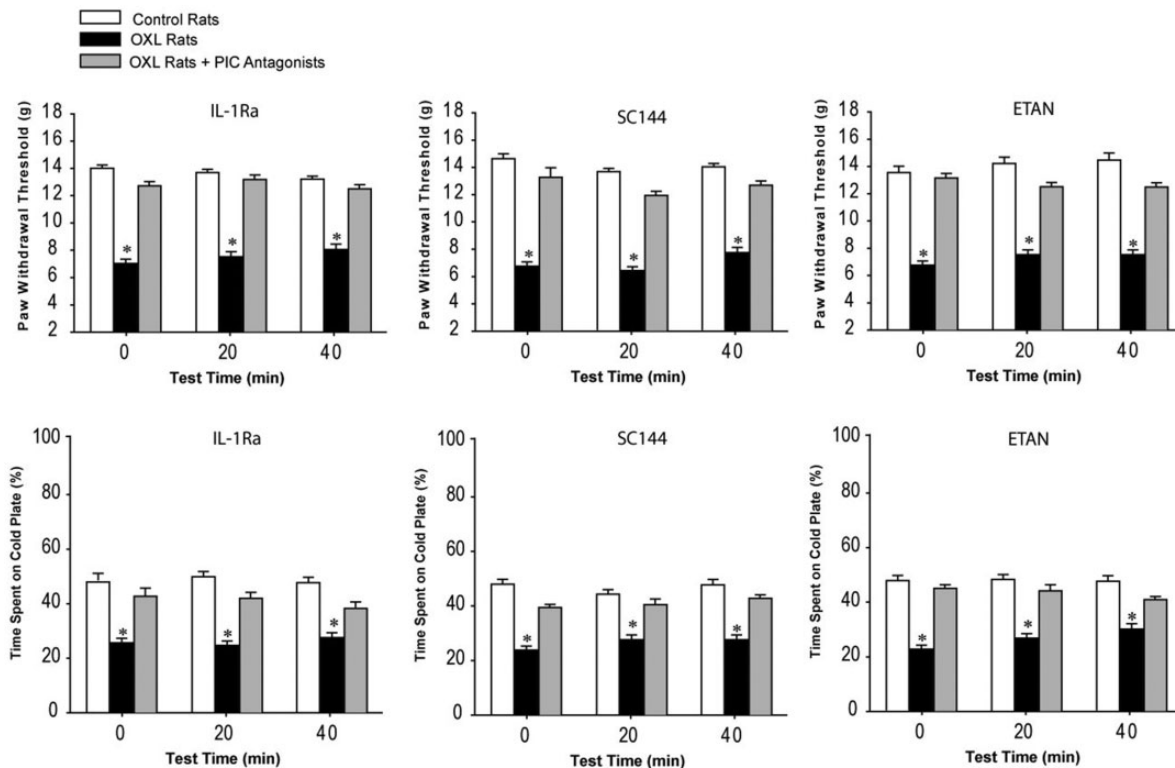 Control Rats
OXL Rats
OXL Rats + PIC Antagonists
IL-1Ra
Paw Withdrawal Threshold (g)
18
16
14
12
10
8
6
4
2
*
*
*
0 20 40
Test Time (min)
SC144
Paw Withdrawal Threshold (g)
18
16
14
12
10
8
6
4
2
*
*
*
0 20 40
Test Time (min)
ETAN
Paw Withdrawal Threshold (g)
18
16
14
12
10
8
6
4
2
*
*
*
0 20 40
Test Time (min)
IL-1Ra
Time Spent on Cold Plate (%)
100
80
60
40
20
0
*
*
*
0 20 40
Test Time (min)
SC144
Time Spent on Cold Plate (%)
100
80
60
40
20
0
*
*
*
0 20 40
Test Time (min)
ETAN
Time Spent on Cold Plate (%)
100
80
60
40
20
0
*
*
*
0 20 40
Test Time (min)